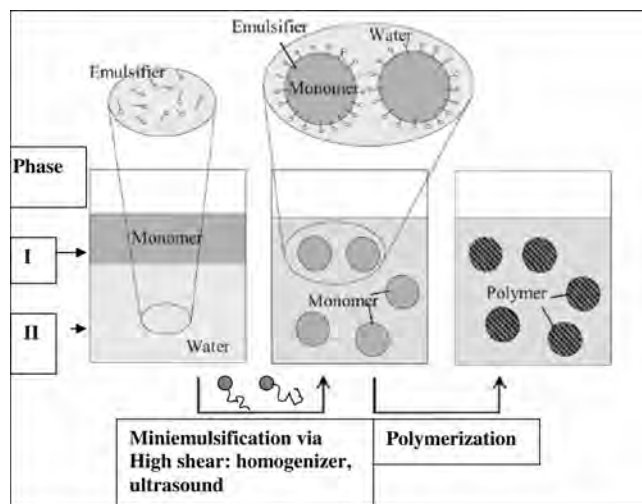 Emulsifier
Emulsifier
Water
Monomer
Phase
I
Monomer
II
Water
Monomer
Polymer
Miniemulsification via
High shear: homogenizer,
ultrasound
Polymerization